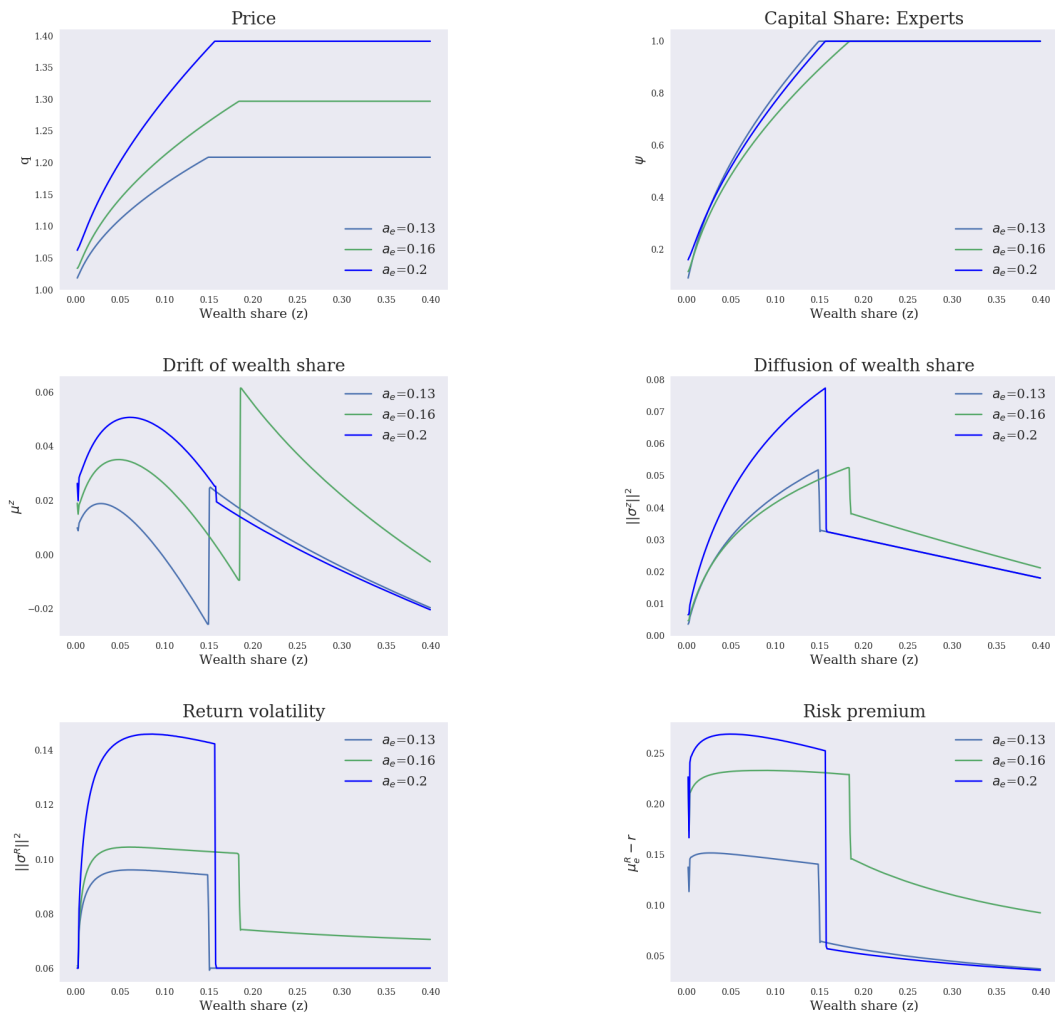 Price
1.40
1.35
1.30
1.25
1.20
1.15
1.10
1.05
1.00
q
0.00 0.05 0.10 0.15 0.20 0.25 0.30 0.35 0.40
Wealth share (z)
a_e=0.13
a_e=0.16
a_e=0.2
Capital Share: Experts
1.0
0.8
0.6
0.4
0.2
ψ
0.00 0.05 0.10 0.15 0.20 0.25 0.30 0.35 0.40
Wealth share (z)
a_e=0.13
a_e=0.16
a_e=0.2
Drift of wealth share
0.06
0.04
0.02
0.00
−0.02
μ^z
0.00 0.05 0.10 0.15 0.20 0.25 0.30 0.35 0.40
Wealth share (z)
a_e=0.13
a_e=0.16
a_e=0.2
Diffusion of wealth share
0.08
0.07
0.06
0.05
0.04
0.03
0.02
0.01
0.00
||σ^z||^2
0.00 0.05 0.10 0.15 0.20 0.25 0.30 0.35 0.40
Wealth share (z)
a_e=0.13
a_e=0.16
a_e=0.2
Return volatility
0.14
0.12
0.10
0.08
0.06
||σ^R||^2
0.00 0.05 0.10 0.15 0.20 0.25 0.30 0.35 0.40
Wealth share (z)
a_e=0.13
a_e=0.16
a_e=0.2
Risk premium
0.25
0.20
0.15
0.10
0.05
μ_e^R − r
0.00 0.05 0.10 0.15 0.20 0.25 0.30 0.35 0.40
Wealth share (z)
a_e=0.13
a_e=0.16
a_e=0.2